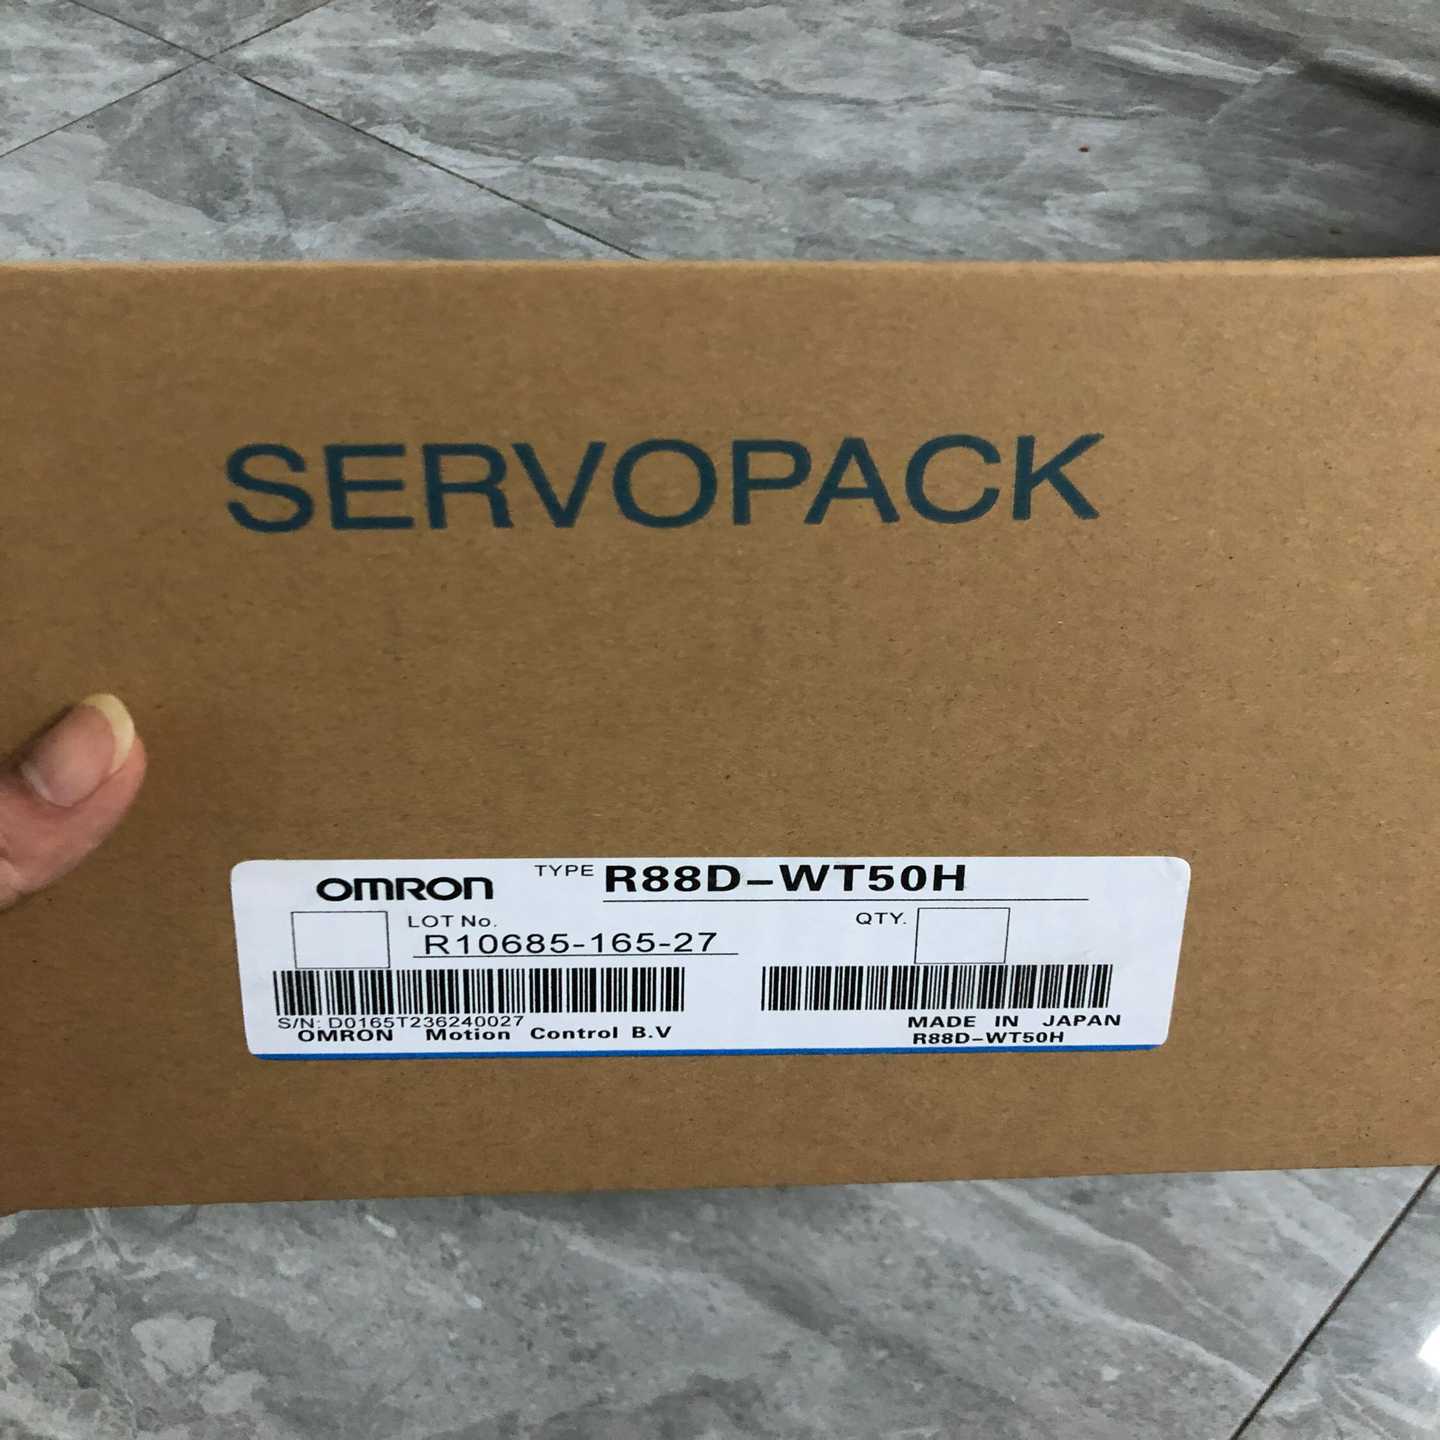 SERVOPACK
OMRON TYPE R88D-WT50H
LOT No. QTY.
R10685-165-27
S/N: D0165T236240027
OMRON Motion Control B.V
MADE IN JAPAN
R88D-WT50H